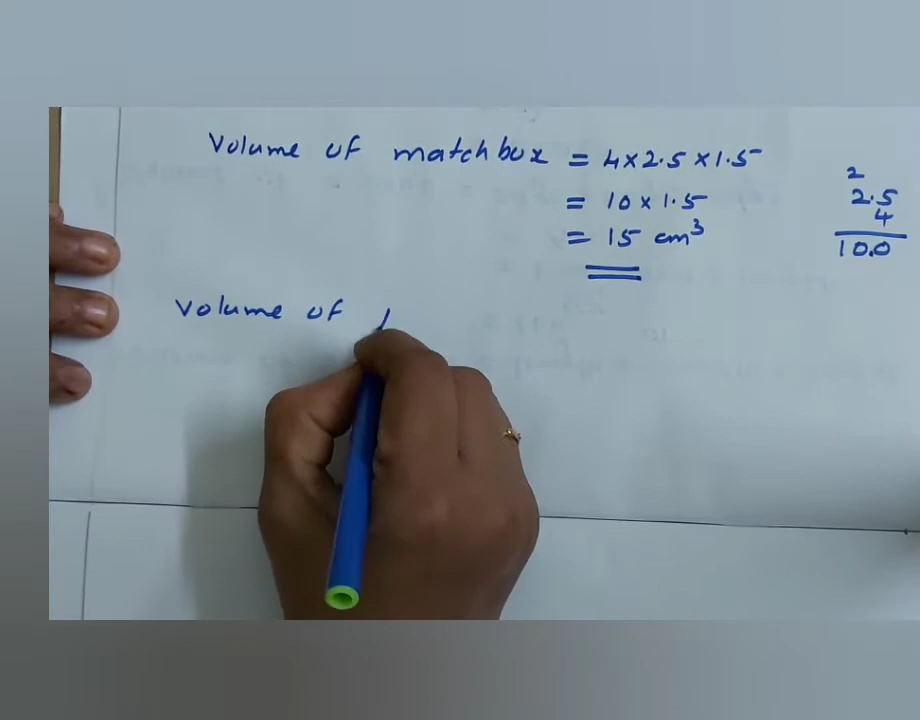 Volume of matchbox = 4 × 2.5 × 1.5
= 10 × 1.5
= 15 cm³
2
2.5
4
10.0
Volume of